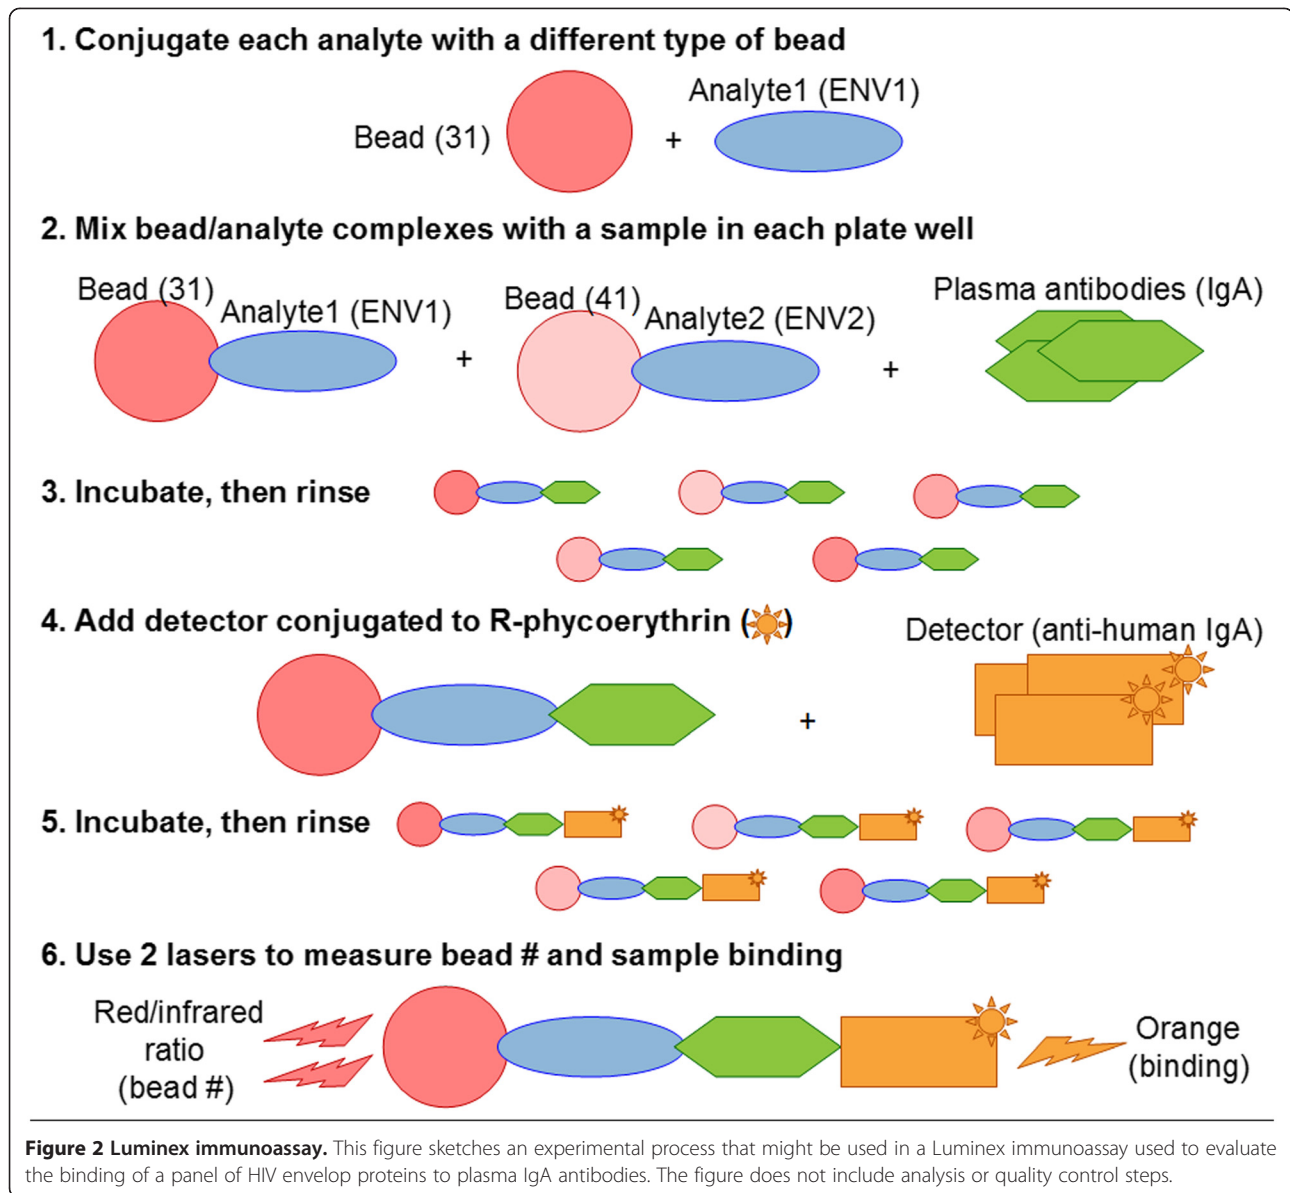 1. Conjugate each analyte with a different type of bead
Analyte1 (ENV1)
Bead (31)
+
2. Mix bead/analyte complexes with a sample in each plate well
Bead (31)
Analyte1 (ENV1)
+
Bead (41)
Analyte2 (ENV2)
+
Plasma antibodies (IgA)
3. Incubate, then rinse
4. Add detector conjugated to R-phycoerythrin ( )
Detector (anti-human IgA)
+
5. Incubate, then rinse
6. Use 2 lasers to measure bead # and sample binding
Red/infrared
ratio
(bead #)
Orange
(binding)
Figure 2 Luminex immunoassay. This figure sketches an experimental process that might be used in a Luminex immunoassay used to evaluate
the binding of a panel of HIV envelop proteins to plasma IgA antibodies. The figure does not include analysis or quality control steps.